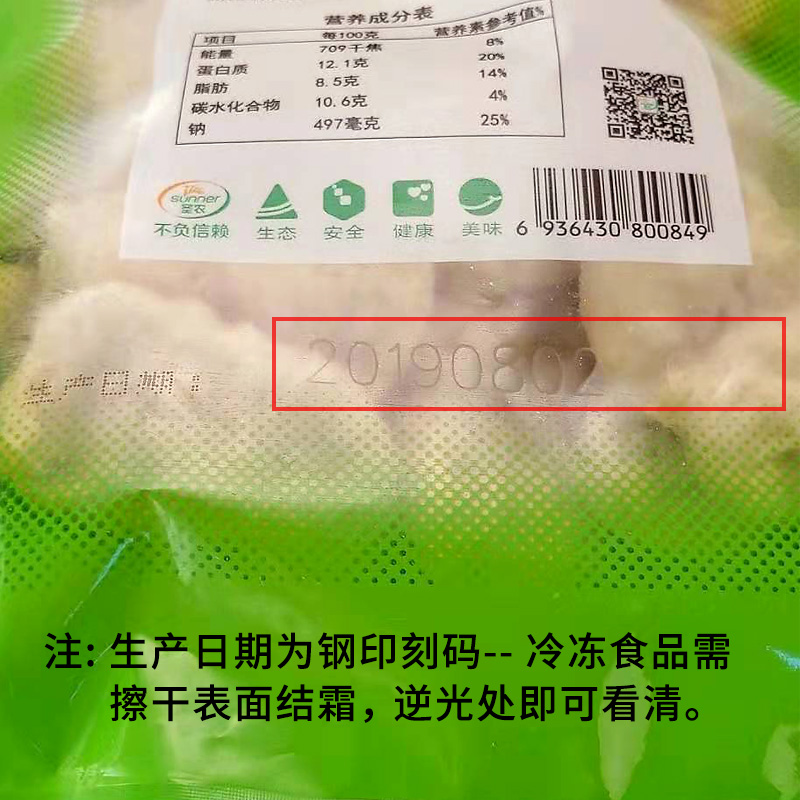 营养成分表
项目 每100克 营养素参考值%
能量 709千焦 8%
蛋白质 12.1克 20%
脂肪 8.5克 14%
碳水化合物 10.6克 4%
钠 497毫克 25%
sunner
圣农
不负信赖 生态 安全 健康 美味
6 936430 800849
生产日期：
20190802
注: 生产日期为钢印刻码-- 冷冻食品需
擦干表面结霜，逆光处即可看清。